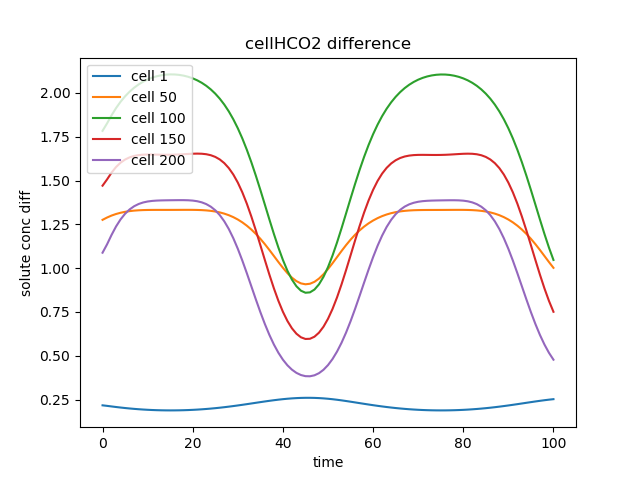 cellHCO2 difference
cell 1
cell 50
cell 100
cell 150
cell 200
solute conc diff
2.00
1.75
1.50
1.25
1.00
0.75
0.50
0.25
0 20 40 60 80 100
time